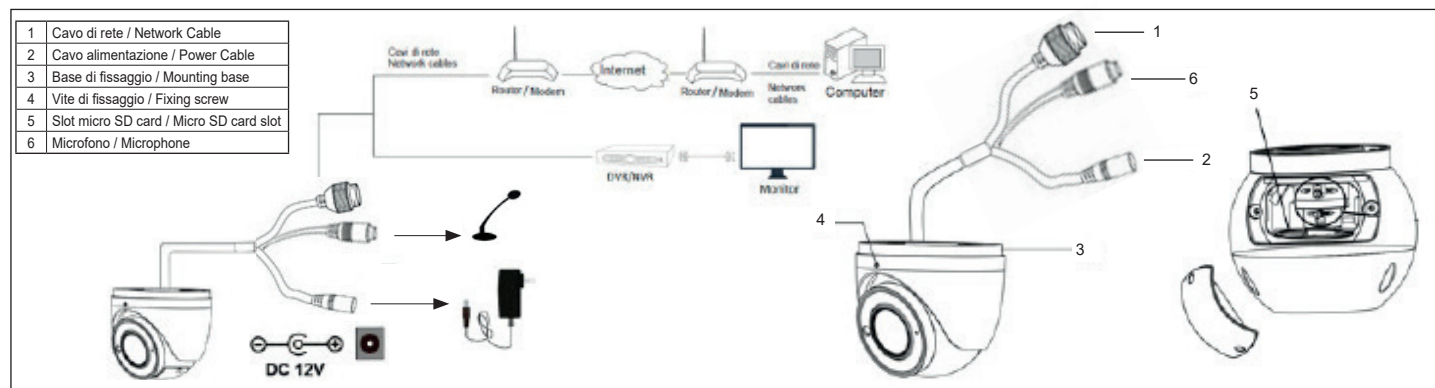 1 Cavo di rete / Network Cable
2 Cavo alimentazione / Power Cable
3 Base di fissaggio / Mounting base
4 Vite di fissaggio / Fixing screw
5 Slot micro SD card / Micro SD card slot
6 Microfono / Microphone
Cavi di rete
Network cables
Router/Modem
Internet
Router/Modem
Cavi di rete
Network
cables
Computer
DVR/NVR
Monitor
DC 12V
1
6
2
4
3
5